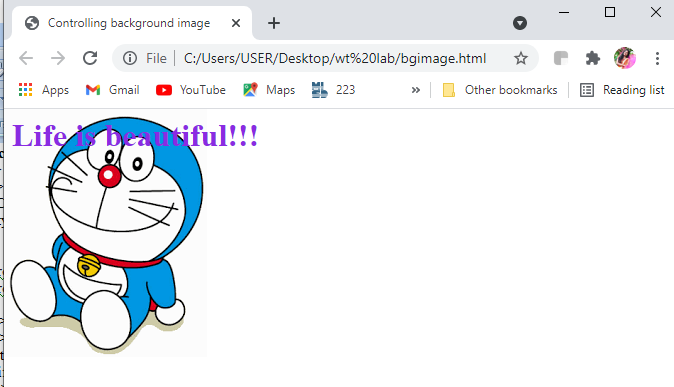 Controlling background image
File C:/Users/USER/Desktop/wt%20lab/bgimage.html
Apps Gmail YouTube Maps 223 » Other bookmarks Reading list
Life is beautiful!!!